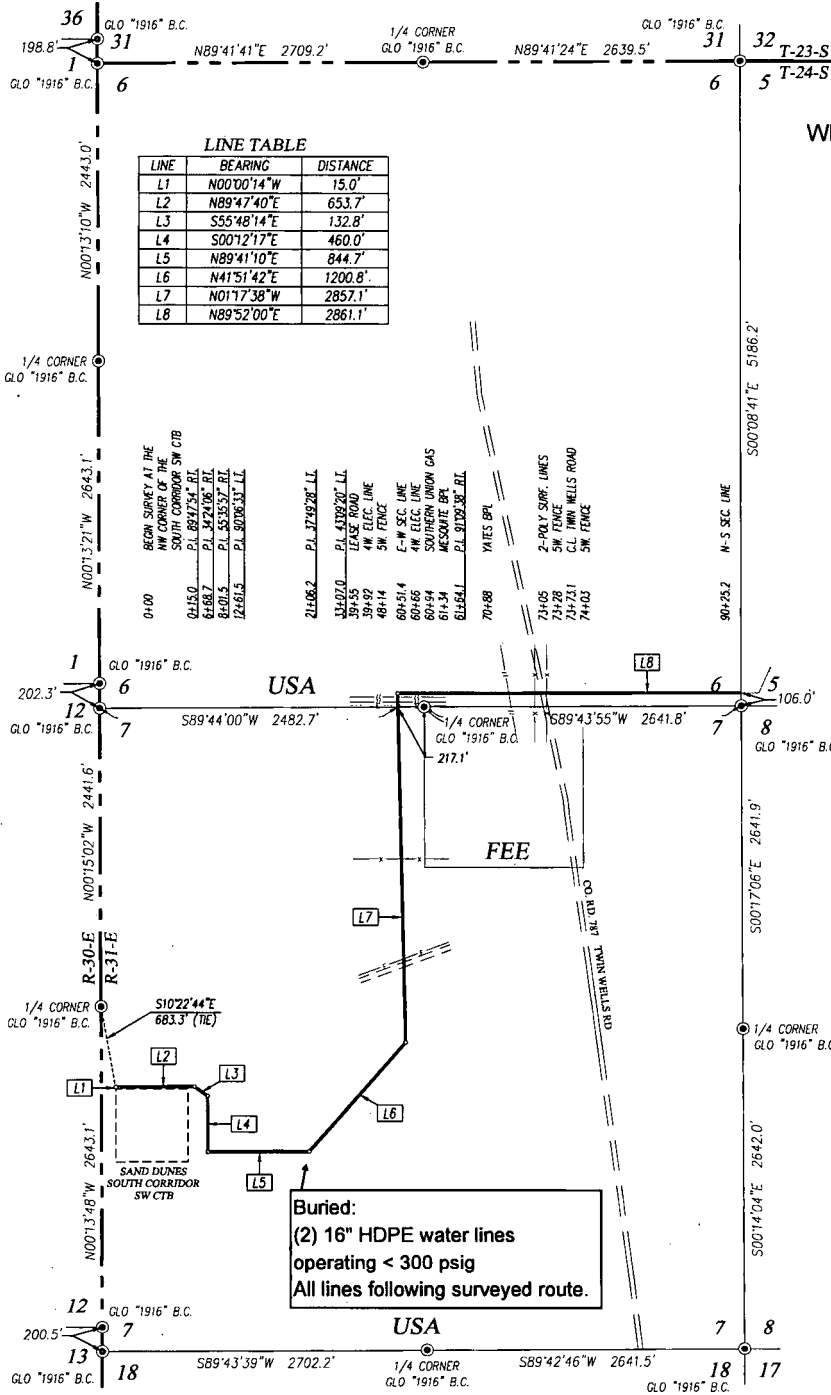 36
GLO "1916" B.C.
31
198.8'
1
GLO "1916" B.C.
6
N89°41'41"E 2709.2'
1/4 CORNER
GLO "1916" B.C.
N89°41'24"E 2639.5'
GLO "1916" B.C.
31
32
T-23-S
6
5
T-24-S
LINE TABLE
LINE BEARING DISTANCE
L1 N00°00'14"W 15.0'
L2 N89°47'40"E 653.7'
L3 S55°48'14"E 132.8'
L4 S00°12'17"E 460.0'
L5 N89°41'10"E 844.7'
L6 N41°51'42"E 1200.8'
L7 N01°17'38"W 2857.1'
L8 N89°52'00"E 2861.1'
N00°13'10"W 2443.0'
1/4 CORNER
GLO "1916" B.C.
N00°13'21"W 2643.1'
S00°08'41"E 5186.2'
0+00 BEGIN SURVEY AT THE
NW CORNER OF THE
SOUTH CORRIDOR SW CTB
0+15.0 P.I. 89°47'54" RT.
6+68.7 P.I. 34°24'06" RT.
8+01.5 P.I. 55°35'57" RT.
12+61.5 P.I. 90°06'33" LT.
21+06.2 P.I. 37°49'28" LT.
33+07.0 P.I. 43°09'20" LT.
39+55 LEASE ROAD
39+92 4W. ELEC. LINE
48+14 5W. FENCE
60+51.4 E-W SEC. LINE
60+66 4W. ELEC. LINE
60+94 SOUTHERN UNION GAS
61+34 MESQUITE BPL
61+64.1 P.I. 91°09'38" RT.
70+88 YATES BPL
73+05 2-POLY SURF. LINES
73+28 5W. FENCE
73+73.1 C.L. TWIN WELLS ROAD
74+03 5W. FENCE
90+25.2 N-S SEC. LINE
1
GLO "1916" B.C.
6
202.3'
12
GLO "1916" B.C.
7
USA
S89°44'00"W 2482.7'
1/4 CORNER
GLO "1916" B.C.
217.1'
L8
S89°43'55"W 2641.8'
6
5
106.0'
7
8
FEE
N00°15'02"W 2441.6'
S00°17'06"E 2641.9'
L7
CO. RD. 787 TWIN WELLS RD
R-30-E
R-31-E
1/4 CORNER
GLO "1916" B.C.
S10°22'44"E
683.3' (TIE)
1/4 CORNER
L1
L2
L3
L4
L5
L6
SAND DUNES
SOUTH CORRIDOR
SW CTB
N00°13'48"W 2643.1'
S00°14'04"E 2642.0'
Buried:
(2) 16" HDPE water lines
operating < 300 psig
All lines following surveyed route.
12
GLO "1916" B.C.
7
200.5'
13
GLO "1916" B.C.
18
USA
S89°43'39"W 2702.2'
1/4 CORNER
GLO "1916" B.C.
S89°42'46"W 2641.5'
7
8
18
17
GLO "1916" B.C.